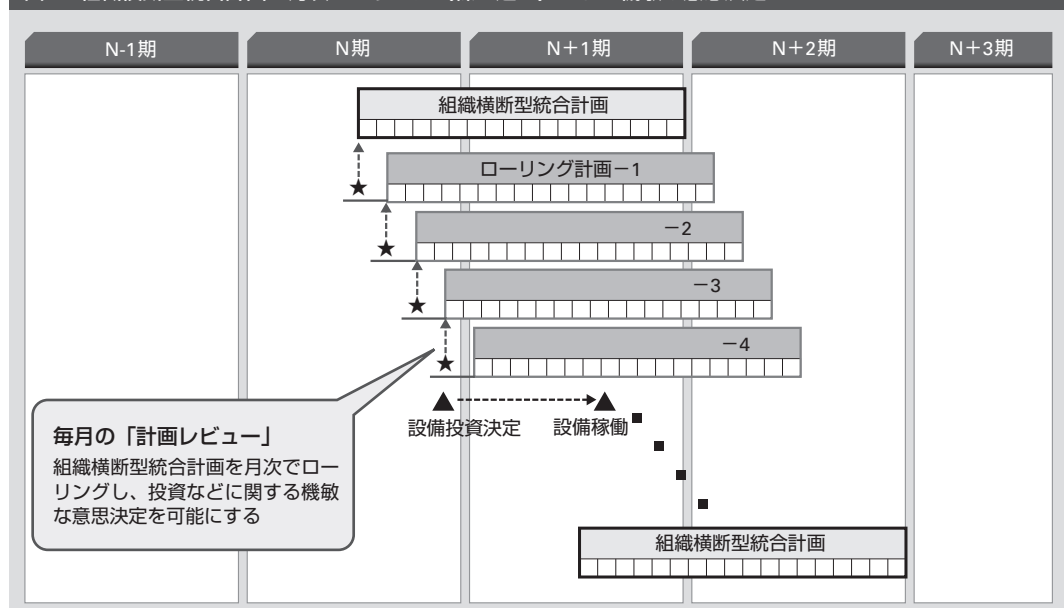 N-1期
N期
N+1期
N+2期
N+3期
組織横断型統合計画
ローリング計画-1
-2
-3
-4
設備投資決定
設備稼働
毎月の「計画レビュー」
組織横断型統合計画を月次でロー
リングし、投資などに関する機敏
な意思決定を可能にする
組織横断型統合計画